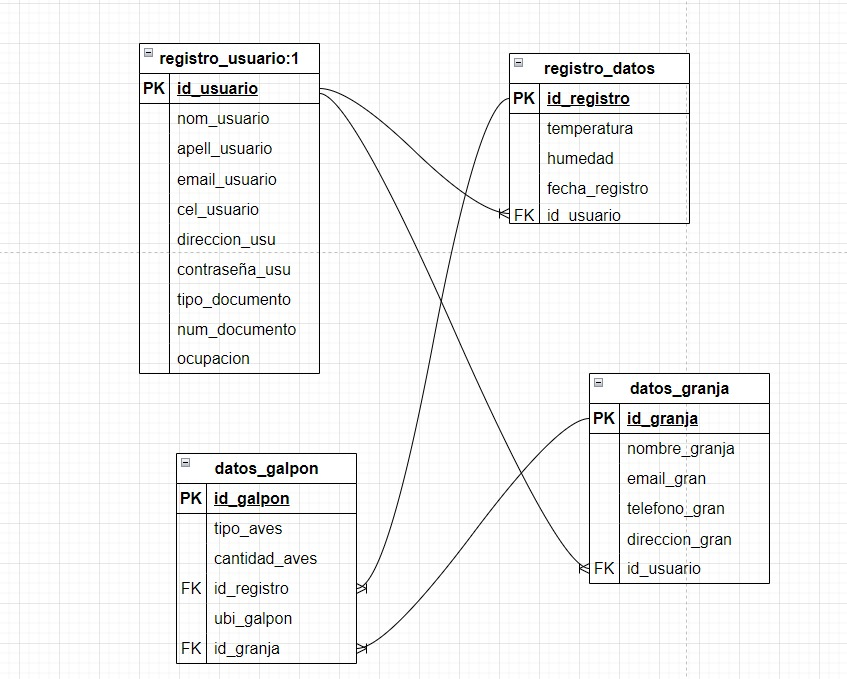 registro_usuario:1
PK id_usuario
nom_usuario
apell_usuario
email_usuario
cel_usuario
direccion_usu
contraseña_usu
tipo_documento
num_documento
ocupacion
registro_datos
PK id_registro
temperatura
humedad
fecha_registro
FK id_usuario
datos_galpon
PK id_galpon
tipo_aves
cantidad_aves
FK id_registro
ubi_galpon
FK id_granja
datos_granja
PK id_granja
nombre_granja
email_gran
telefono_gran
direccion_gran
FK id_usuario